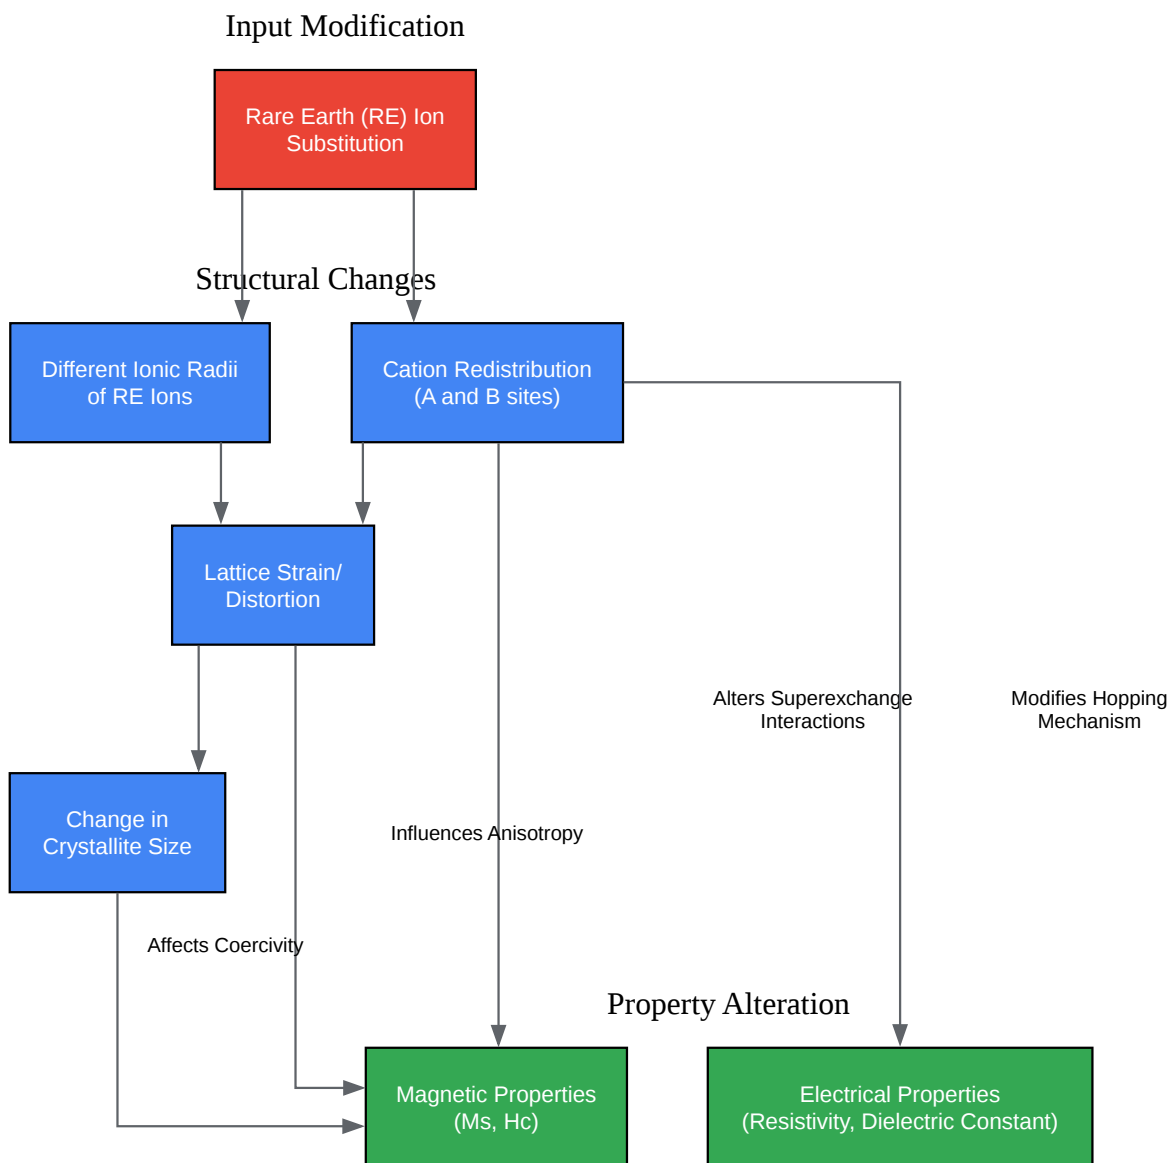 Input Modification
Rare Earth (RE) Ion
Substitution
Structural Changes
Different Ionic Radii
of RE Ions
Cation Redistribution
(A and B sites)
Lattice Strain/
Distortion
Alters Superexchange
Interactions
Modifies Hopping
Mechanism
Change in
Crystallite Size
Influences Anisotropy
Affects Coercivity
Property Alteration
Magnetic Properties
(Ms, Hc)
Electrical Properties
(Resistivity, Dielectric Constant)